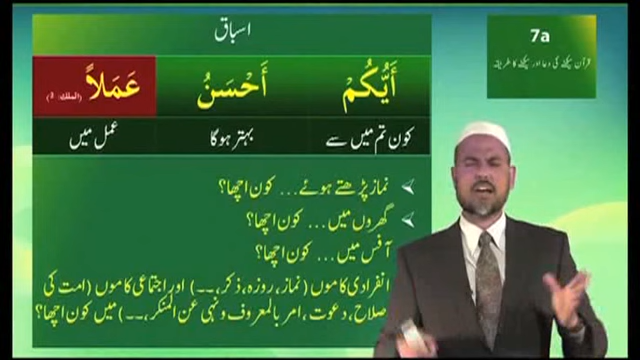 7a
قرآن سیکھنے کی دعا اور سیکھنے کا طریقہ
اسباق
أَيُّكُمْ أَحْسَنُ عَمَلاً (الملك: 2)
کون تم میں سے بہتر ہوگا عمل میں
نماز پڑھتے ہوئے... کون اچھا؟
گھروں میں... کون اچھا؟
آفس میں... کون اچھا؟
انفرادی کاموں (نماز، روزہ، ذکر، ۔۔) اور اجتماعی کاموں (امت کی
صلاح، دعوت، امر بالمعروف و نہی عن المنکر، ۔۔) میں کون اچھا؟